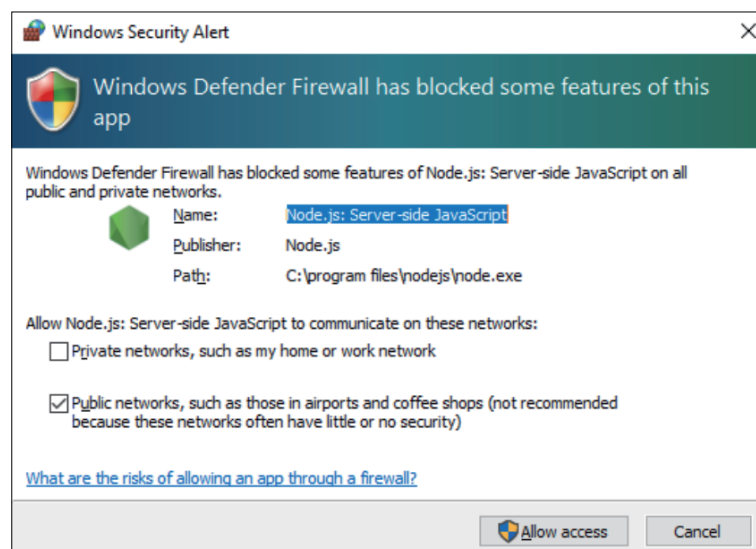 Windows Security Alert
Windows Defender Firewall has blocked some features of this
app
Windows Defender Firewall has blocked some features of Node.js: Server-side JavaScript on all
public and private networks.
Name: Node.js: Server-side JavaScript
Publisher: Node.js
Path: C:\program files\nodejs\node.exe
Allow Node.js: Server-side JavaScript to communicate on these networks:
Private networks, such as my home or work network
Public networks, such as those in airports and coffee shops (not recommended
because these networks often have little or no security)
What are the risks of allowing an app through a firewall?
Allow access Cancel